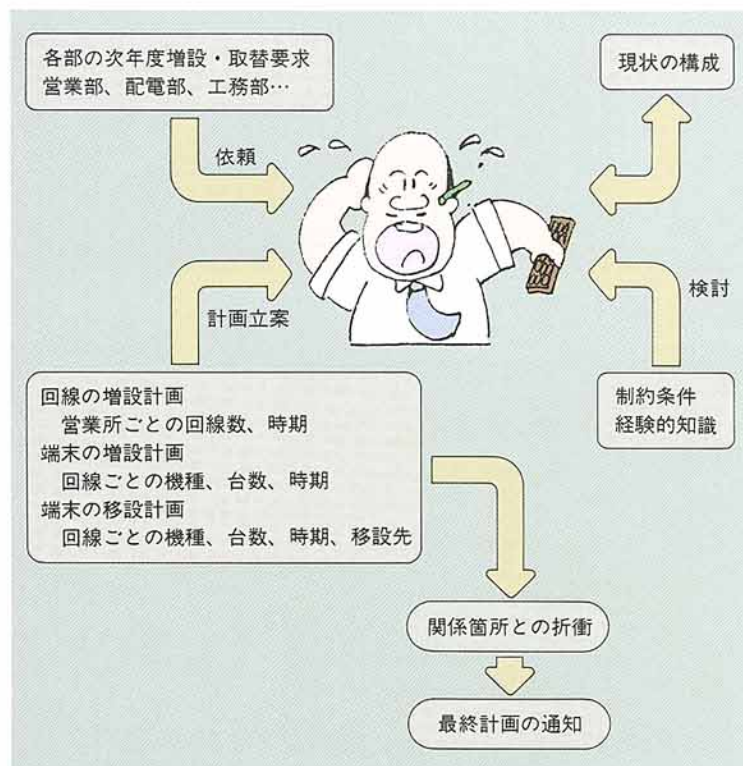 各部の次年度増設・取替要求
営業部、配電部、工務部…
現状の構成
依頼
計画立案
検討
回線の増設計画
営業所ごとの回線数、時期
端末の増設計画
回線ごとの機種、台数、時期
端末の移設計画
回線ごとの機種、台数、時期、移設先
制約条件
経験的知識
関係箇所との折衝
最終計画の通知